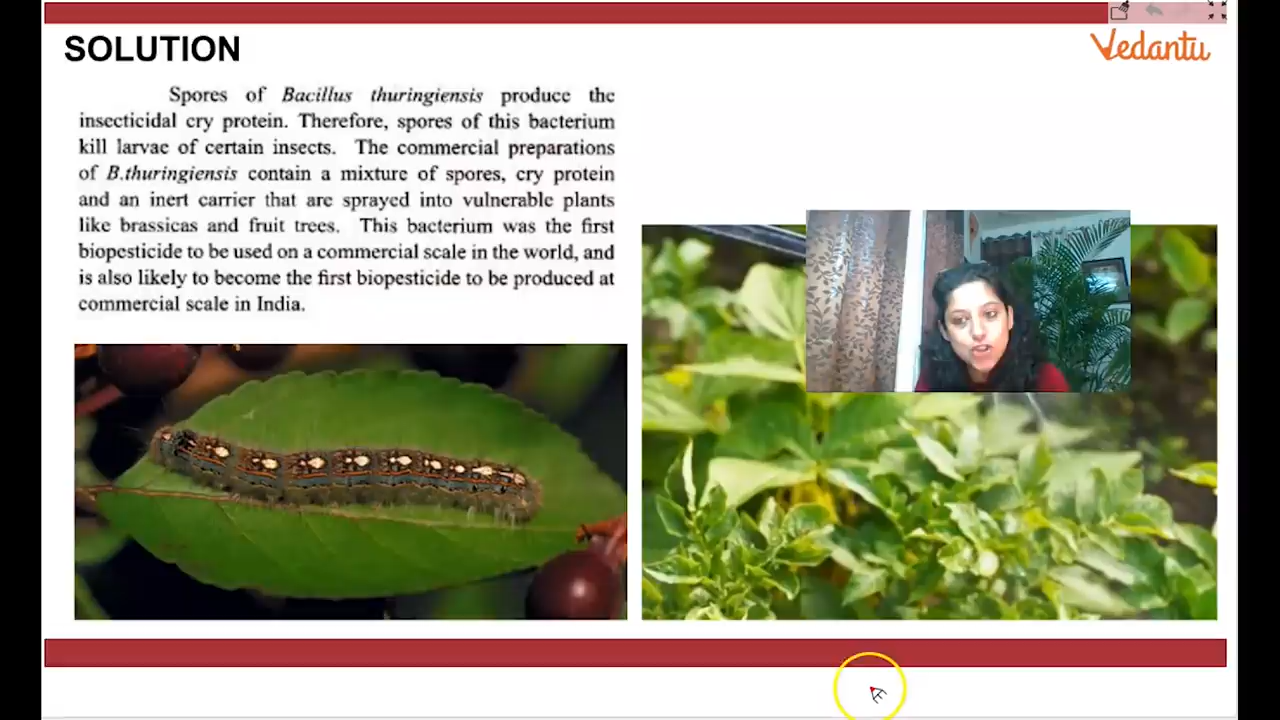 SOLUTION
Vedantu
Spores of Bacillus thuringiensis produce the
insecticidal cry protein. Therefore, spores of this bacterium
kill larvae of certain insects. The commercial preparations
of B.thuringiensis contain a mixture of spores, cry protein
and an inert carrier that are sprayed into vulnerable plants
like brassicas and fruit trees. This bacterium was the first
biopesticide to be used on a commercial scale in the world, and
is also likely to become the first biopesticide to be produced at
commercial scale in India.